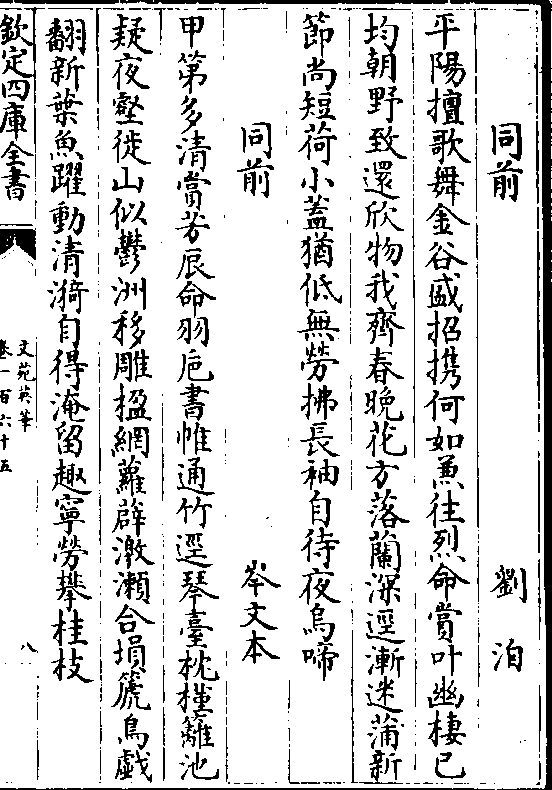 同前　劉洎
平陽擅歌舞金谷盛招携何如兼往烈命賞叶幽棲已
均朝野致還欣物我齊春晚花方落蘭深逕漸迷蒲新
節尚短荷小蓋猶低無勞拂長袖自待夜烏啼
同前　岑文本
甲第多清賞芳辰命羽巵書帷通竹逕琴臺枕槿籬池
疑夜壑徙山似鬱洲移雕楹網蘿薜激瀨合塤篪鳥戯
翻新葉魚躍動清漪自得淹留趣寧勞攀桂枝
欽定四庫全書
文苑英華
卷一百六十五
八